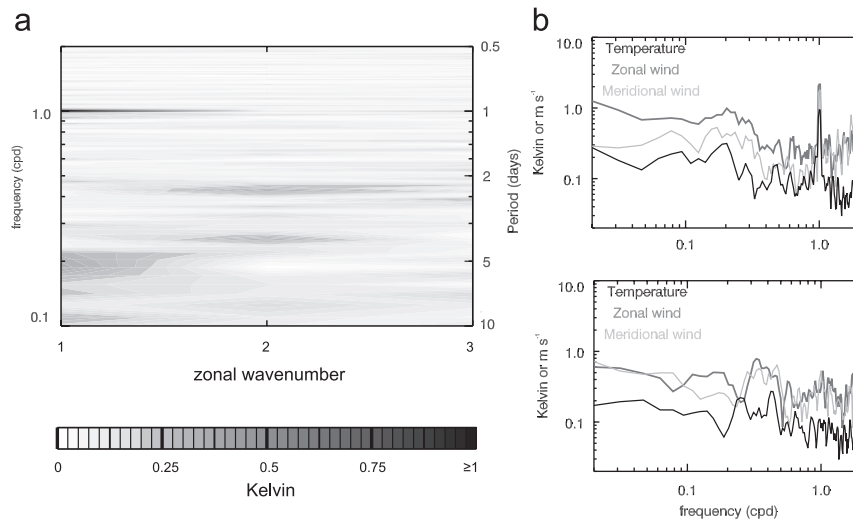 a
frequency (cpd)
1.0
0.1
0.5
1
2
5
10
Period (days)
1
2
3
zonal wavenumber
0
0.25
0.5
0.75
≥1
Kelvin
b
Kelvin or m s⁻¹
10.0
1.0
0.1
Temperature
Zonal wind
Meridional wind
0.1
1.0
Kelvin or m s⁻¹
10.0
1.0
0.1
Temperature
Zonal wind
Meridional wind
0.1
1.0
frequency (cpd)